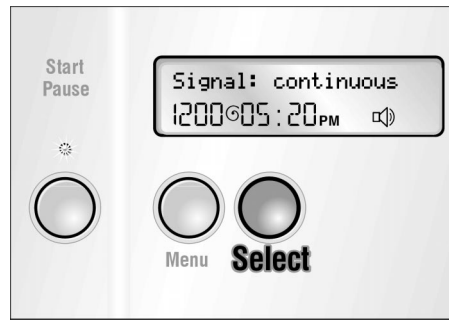 Start
Pause
Signal: continuous
1200 05:20PM
Menu
Select